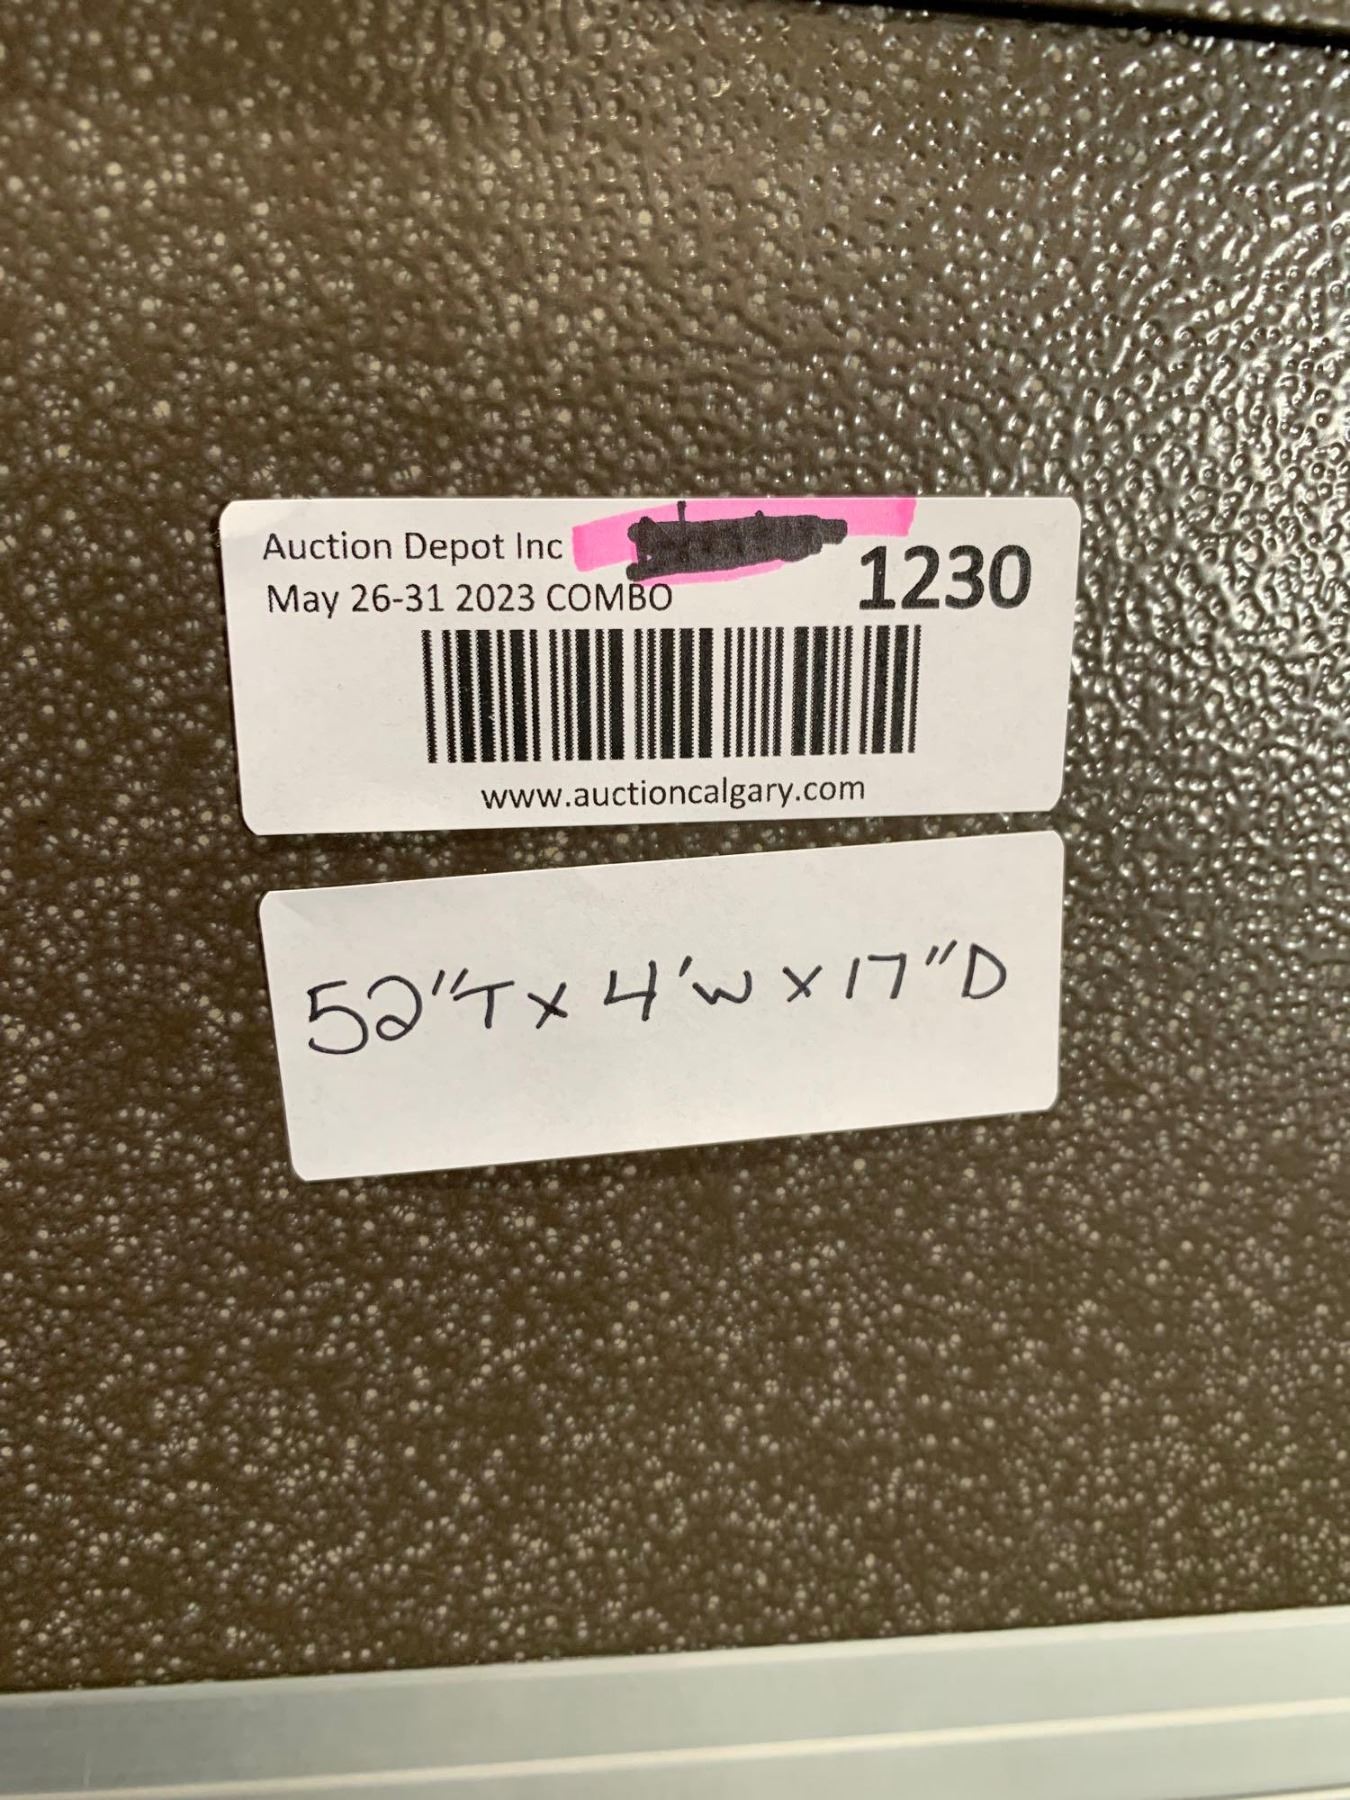 Auction Depot Inc
1230
May 26-31 2023 COMBO
www.auctioncalgary.com
52"T x 4'W x 17"D